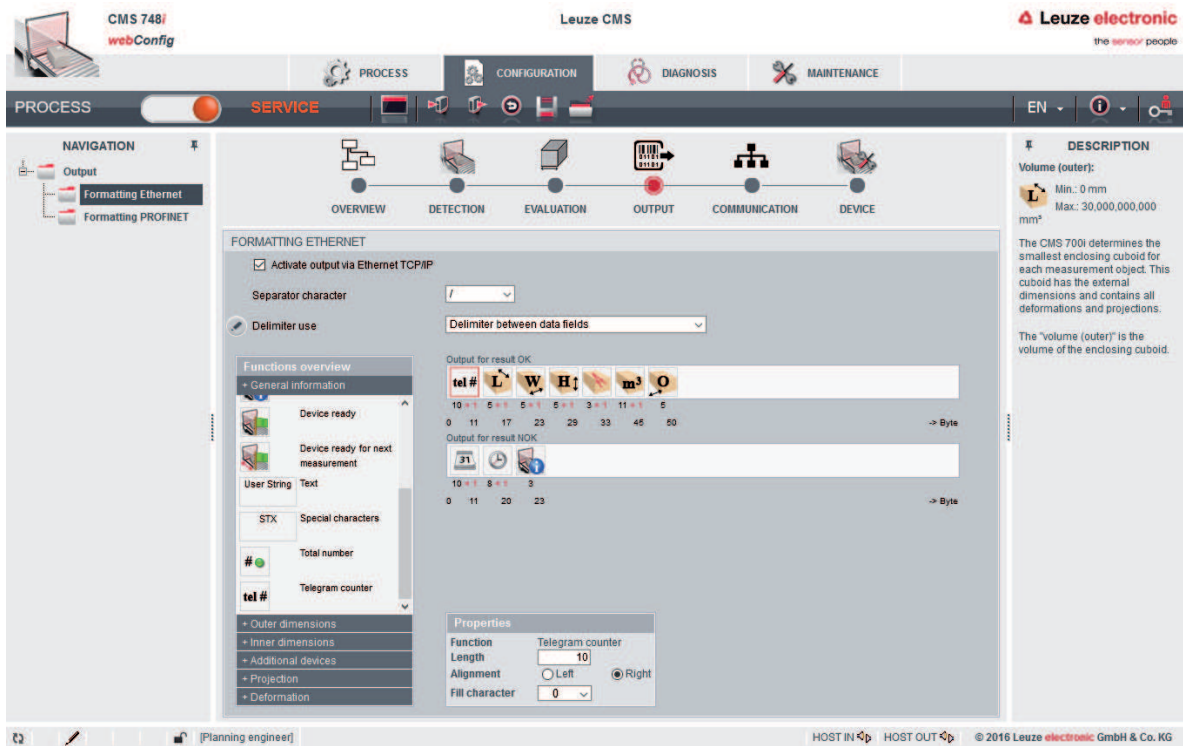 CMS 748i
webConfig
Leuze CMS
Leuze electronic
the sensor people
PROCESS
CONFIGURATION
DIAGNOSIS
MAINTENANCE
PROCESS
SERVICE
EN
NAVIGATION
Output
Formatting Ethernet
Formatting PROFINET
OVERVIEW
DETECTION
EVALUATION
OUTPUT
COMMUNICATION
DEVICE
FORMATTING ETHERNET
Activate output via Ethernet TCP/IP
Separator character
/
Delimiter use
Delimiter between data fields
Functions overview
+ General information
Device ready
Device ready for next
measurement
User String Text
STX Special characters
# Total number
tel # Telegram counter
+ Outer dimensions
+ Inner dimensions
+ Additional devices
+ Projection
+ Deformation
Output for result OK
tel # L W H m³ O
10 + 1 5 + 1 5 + 1 5 + 1 3 + 1 11 + 1 5
0 11 17 23 29 33 45 50 -> Byte
Output for result NOK
31
10 + 1 8 + 1 3
0 11 20 23 -> Byte
Properties
Function Telegram counter
Length 10
Alignment Left Right
Fill character 0
DESCRIPTION
Volume (outer):
L
Min.: 0 mm
Max.: 30,000,000,000
mm³
The CMS 700i determines the
smallest enclosing cuboid for
each measurement object. This
cuboid has the external
dimensions and contains all
deformations and projections.
The "volume (outer)" is the
volume of the enclosing cuboid.
[Planning engineer]
HOST IN
HOST OUT
© 2016 Leuze electronic GmbH & Co. KG